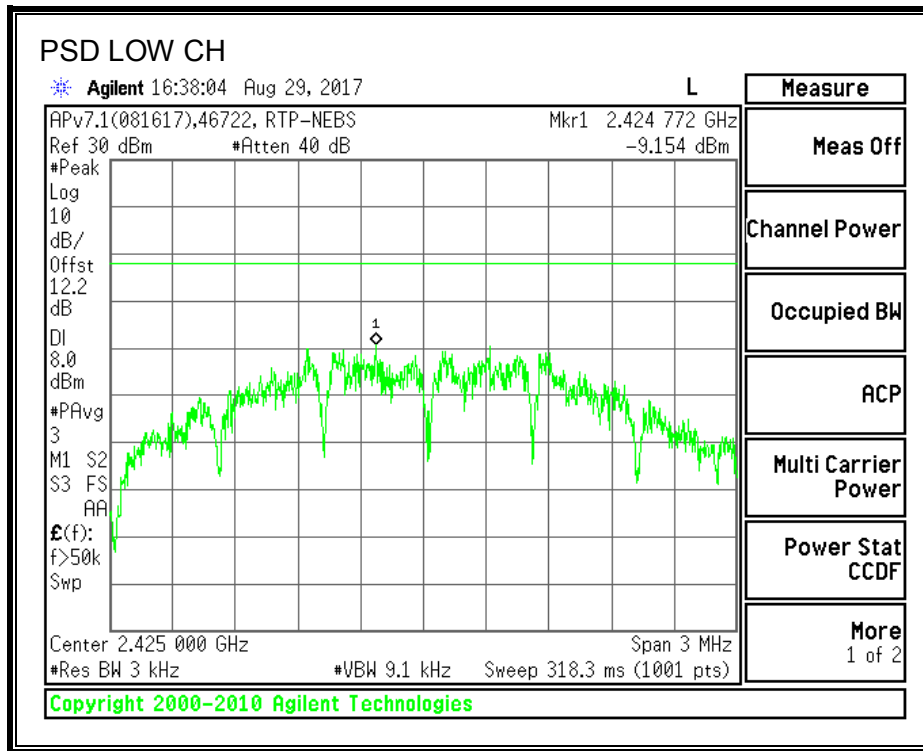 PSD LOW CH
Agilent 16:38:04 Aug 29, 2017 L
APv7.1(081617),46722, RTP-NEBS Mkr1 2.424 772 GHz
Ref 30 dBm #Atten 40 dB -9.154 dBm
#Peak
Log
10
dB/
Offst
12.2
dB
DI
8.0
dBm
#PAvg
3
M1 S2
S3 FS
AA
£(f):
f>50k
Swp
1
Center 2.425 000 GHz Span 3 MHz
#Res BW 3 kHz #VBW 9.1 kHz Sweep 318.3 ms (1001 pts)
Measure
Meas Off
Channel Power
Occupied BW
ACP
Multi Carrier
Power
Power Stat
CCDF
More
1 of 2
Copyright 2000-2010 Agilent Technologies